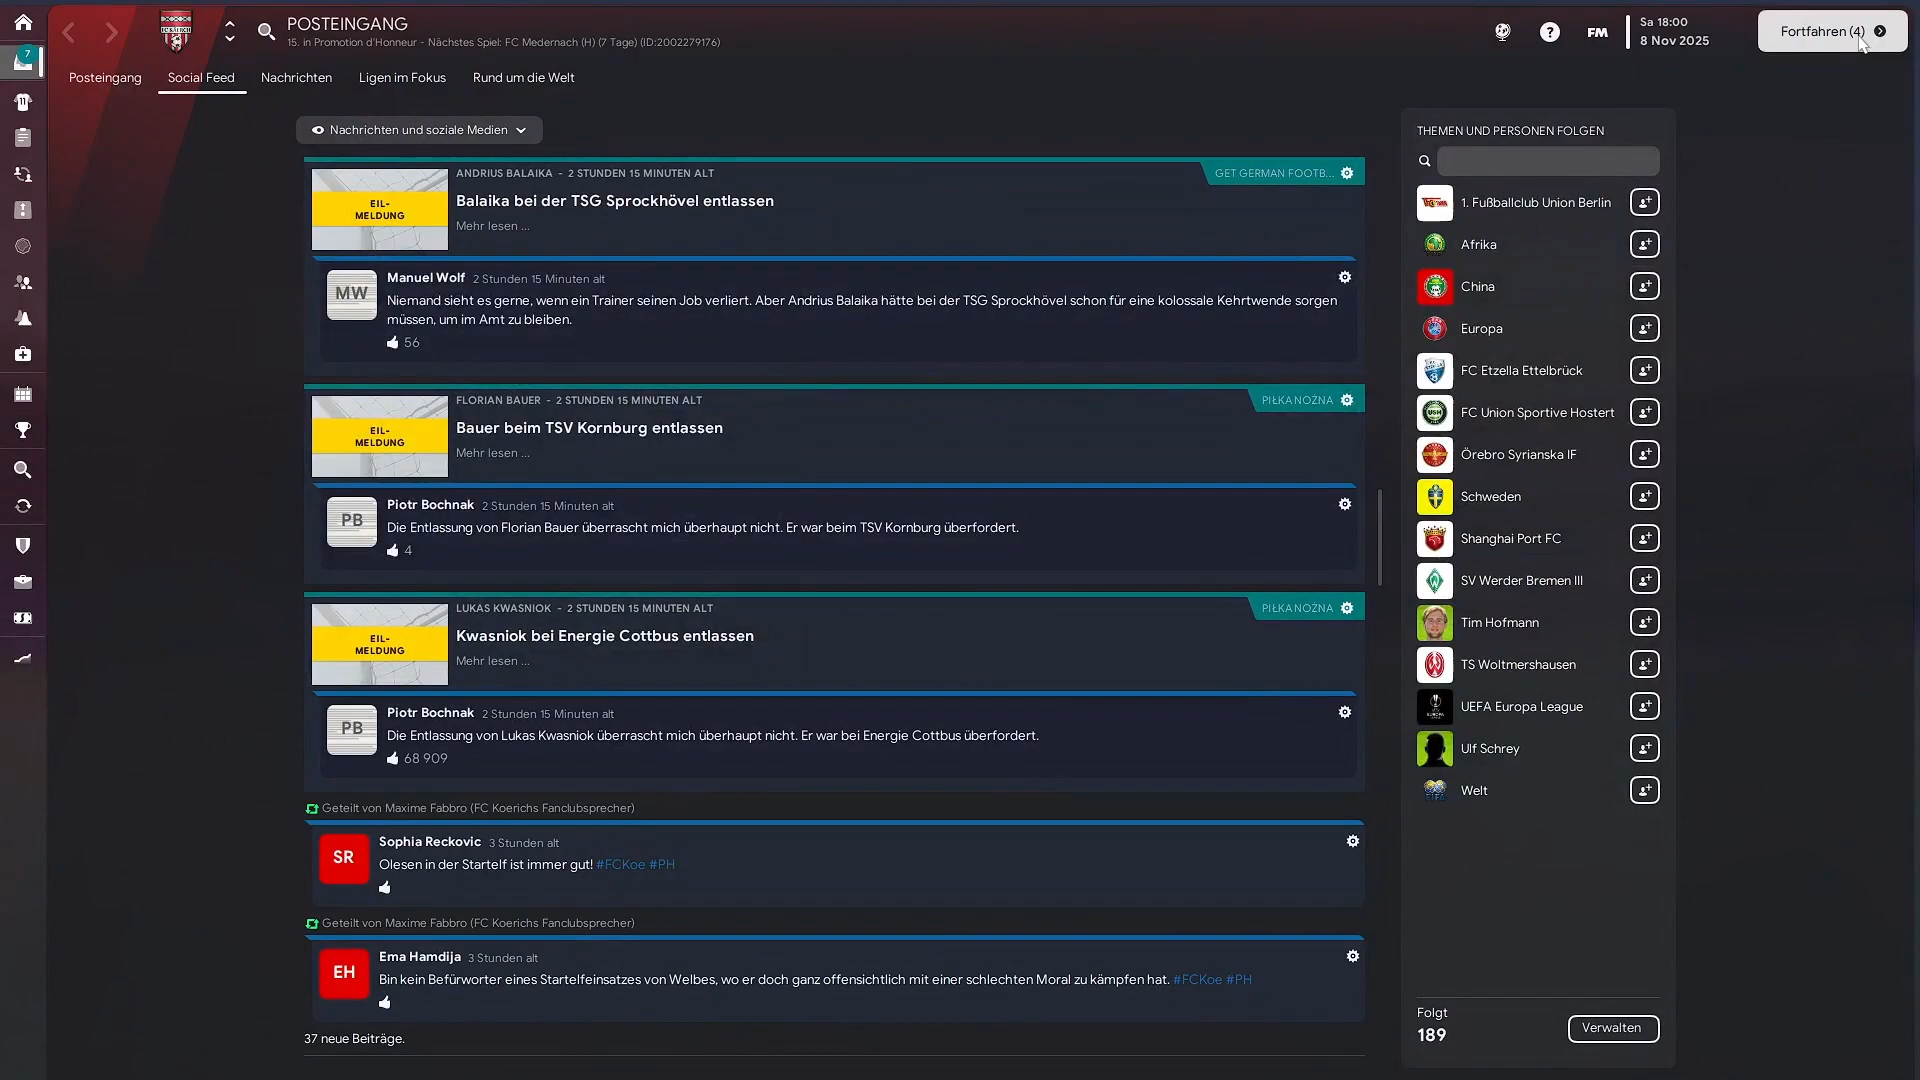 POSTEINGANG
15. in Promotion d'Honneur - Nächstes Spiel: FC Medernach (H) (7 Tage) (ID:2002279176)
FM
Sa 18:00
8 Nov 2025
Fortfahren (4)
7
Posteingang
Social Feed
Nachrichten
Ligen im Fokus
Rund um die Welt
Nachrichten und soziale Medien
ANDRIUS BALAIKA - 2 STUNDEN 15 MINUTEN ALT
GET GERMAN FOOTB...
EIL-
MELDUNG
Balaika bei der TSG Sprockhövel entlassen
Mehr lesen ...
MW
Manuel Wolf 2 Stunden 15 Minuten alt
Niemand sieht es gerne, wenn ein Trainer seinen Job verliert. Aber Andrius Balaika hätte bei der TSG Sprockhövel schon für eine kolossale Kehrtwende sorgen
müssen, um im Amt zu bleiben.
56
FLORIAN BAUER - 2 STUNDEN 15 MINUTEN ALT
PIŁKA NOŻNA
EIL-
MELDUNG
Bauer beim TSV Kornburg entlassen
Mehr lesen ...
PB
Piotr Bochnak 2 Stunden 15 Minuten alt
Die Entlassung von Florian Bauer überrascht mich überhaupt nicht. Er war beim TSV Kornburg überfordert.
4
LUKAS KWASNIOK - 2 STUNDEN 15 MINUTEN ALT
PIŁKA NOŻNA
EIL-
MELDUNG
Kwasniok bei Energie Cottbus entlassen
Mehr lesen ...
PB
Piotr Bochnak 2 Stunden 15 Minuten alt
Die Entlassung von Lukas Kwasniok überrascht mich überhaupt nicht. Er war bei Energie Cottbus überfordert.
68 909
Geteilt von Maxime Fabbro (FC Koerichs Fanclubsprecher)
SR
Sophia Reckovic 3 Stunden alt
Olesen in der Startelf ist immer gut! #FCKoe #PH
Geteilt von Maxime Fabbro (FC Koerichs Fanclubsprecher)
EH
Ema Hamdija 3 Stunden alt
Bin kein Befürworter eines Startelfeinsatzes von Welbes, wo er doch ganz offensichtlich mit einer schlechten Moral zu kämpfen hat. #FCKoe #PH
37 neue Beiträge.
THEMEN UND PERSONEN FOLGEN
1. Fußballclub Union Berlin
Afrika
China
Europa
FC Etzella Ettelbrück
FC Union Sportive Hostert
Örebro Syrianska IF
Schweden
Shanghai Port FC
SV Werder Bremen III
Tim Hofmann
TS Woltmershausen
UEFA Europa League
Ulf Schrey
Welt
Folgt
189
Verwalten